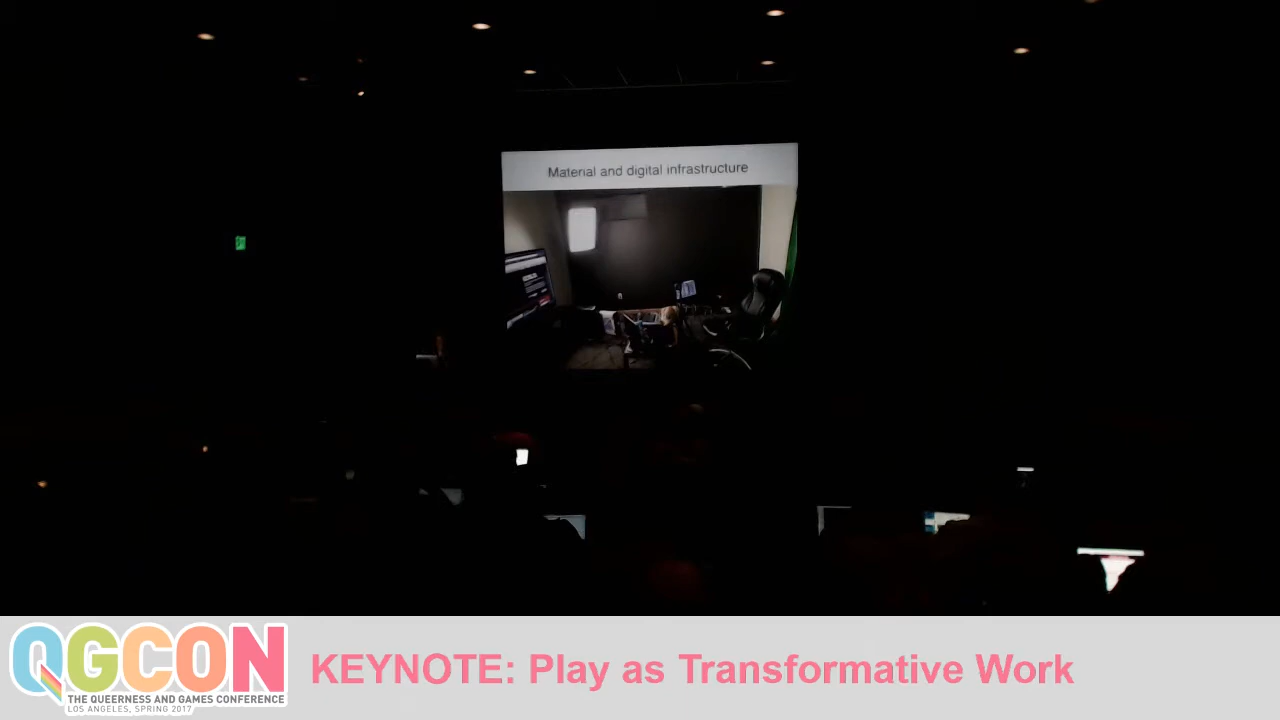 Material and digital infrastructure
QGCON
THE QUEERNESS AND GAMES CONFERENCE
LOS ANGELES, SPRING 2017
KEYNOTE: Play as Transformative Work